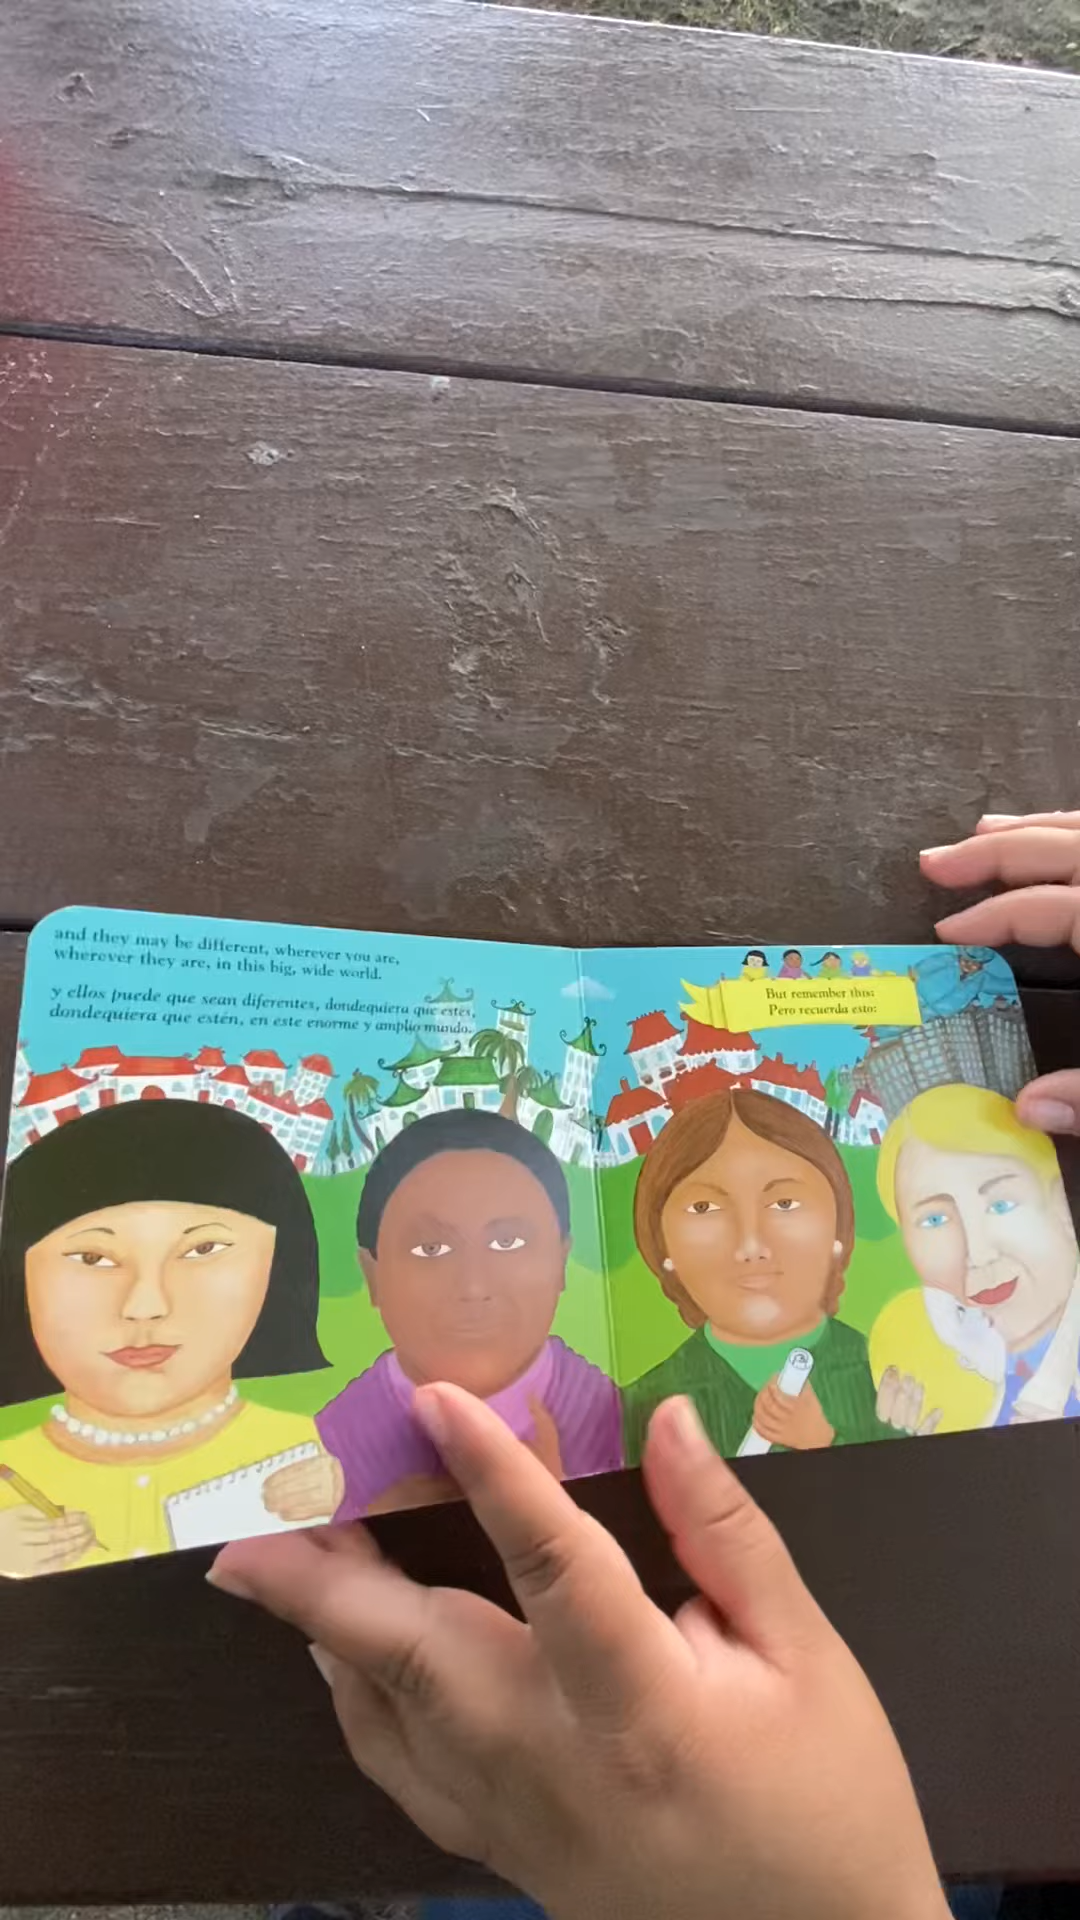 and they may be different, wherever you are,
wherever they are, in this big, wide world.
y ellos puede que sean diferentes, dondequiera que estés,
dondequiera que estén, en este enorme y amplio mundo.
But remember this:
Pero recuerda esto: